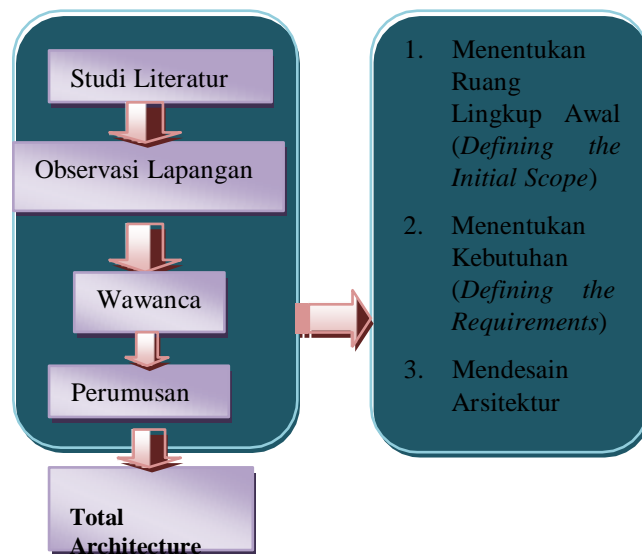 Studi Literatur
Observasi Lapangan
Wawanca
Perumusan
Total
Architecture
1. Menentukan
Ruang
Lingkup Awal
(Defining the
Initial Scope)
2. Menentukan
Kebutuhan
(Defining the
Requirements)
3. Mendesain
Arsitektur